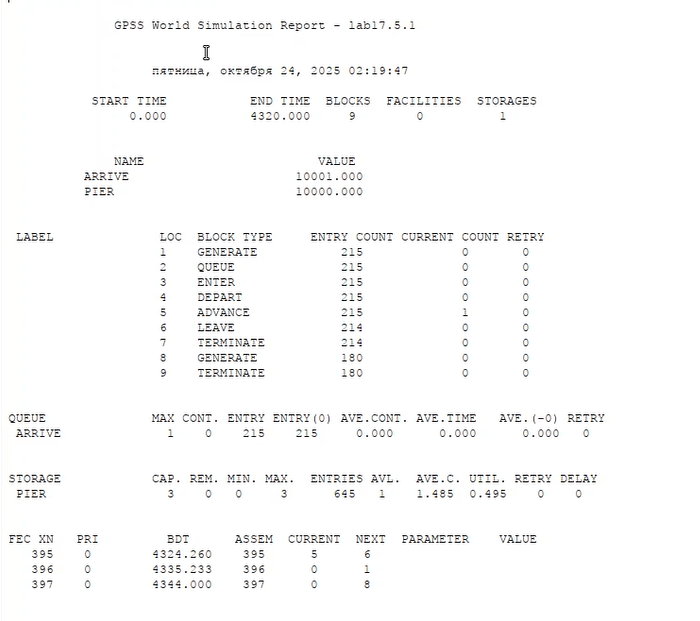 GPSS World Simulation Report - lab17.5.1
пятница, октября 24, 2025 02:19:47
START TIME END TIME BLOCKS FACILITIES STORAGES
0.000 4320.000 9 0 1
NAME VALUE
ARRIVE 10001.000
PIER 10000.000
LABEL LOC BLOCK TYPE ENTRY COUNT CURRENT COUNT RETRY
1 GENERATE 215 0 0
2 QUEUE 215 0 0
3 ENTER 215 0 0
4 DEPART 215 0 0
5 ADVANCE 215 1 0
6 LEAVE 214 0 0
7 TERMINATE 214 0 0
8 GENERATE 180 0 0
9 TERMINATE 180 0 0
QUEUE MAX CONT. ENTRY ENTRY(0) AVE.CONT. AVE.TIME AVE.(-0) RETRY
ARRIVE 1 0 215 215 0.000 0.000 0.000 0
STORAGE CAP. REM. MIN. MAX. ENTRIES AVL. AVE.C. UTIL. RETRY DELAY
PIER 3 0 0 3 645 1 1.485 0.495 0 0
FEC XN PRI BDT ASSEM CURRENT NEXT PARAMETER VALUE
395 0 4324.260 395 5 6
396 0 4335.233 396 0 1
397 0 4344.000 397 0 8